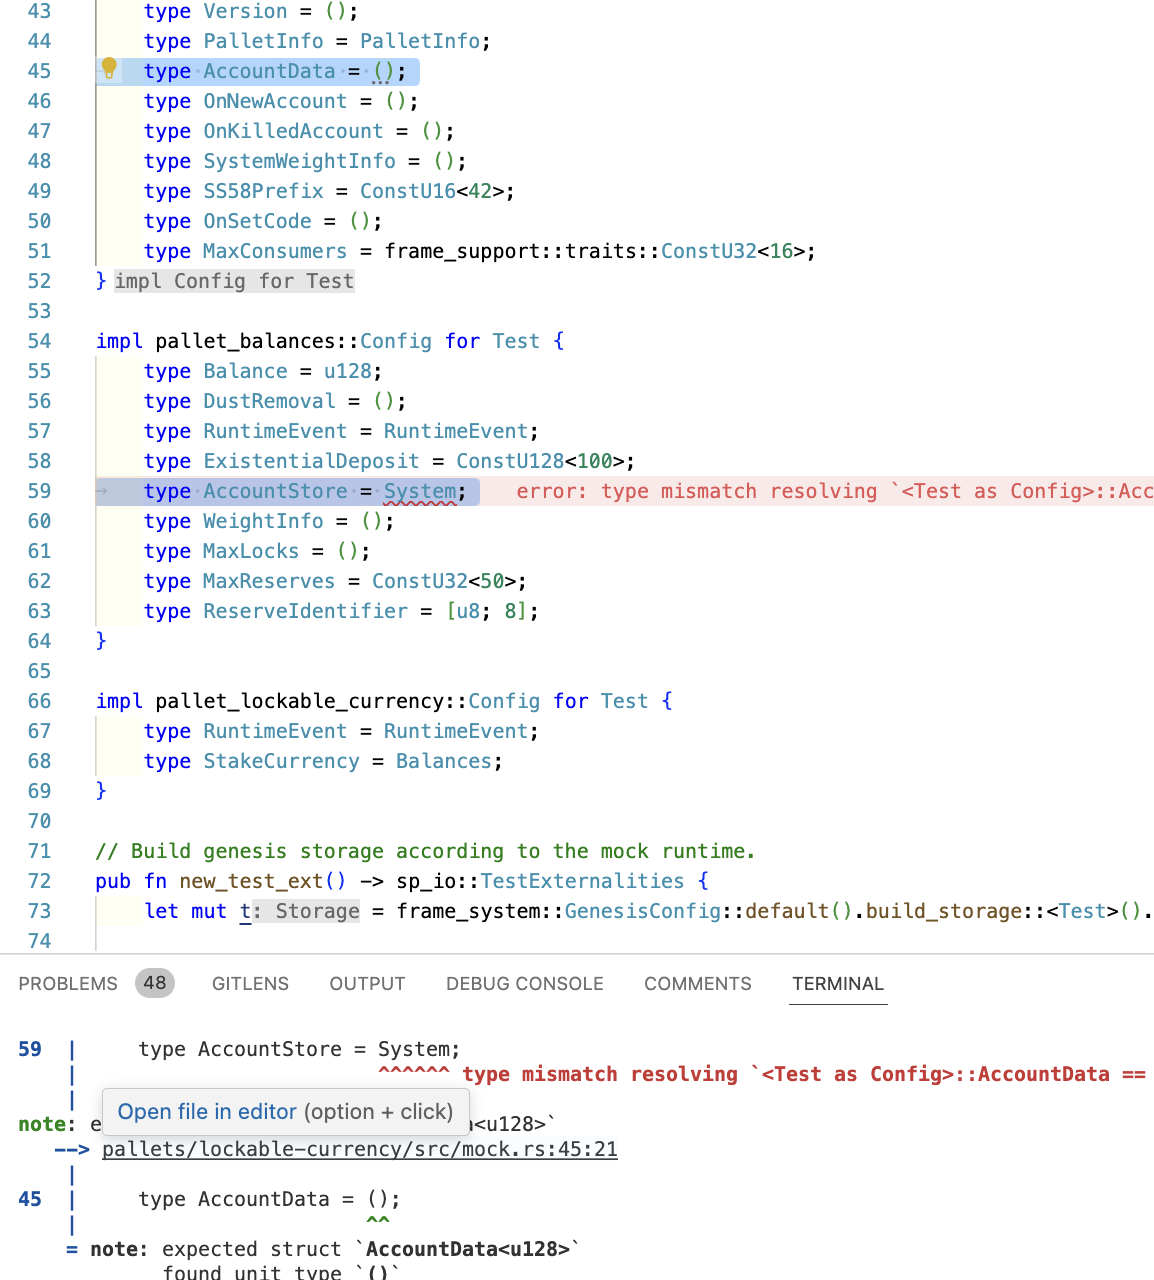 43 type Version = ();
44 type PalletInfo = PalletInfo;
45 type AccountData = ();
46 type OnNewAccount = ();
47 type OnKilledAccount = ();
48 type SystemWeightInfo = ();
49 type SS58Prefix = ConstU16<42>;
50 type OnSetCode = ();
51 type MaxConsumers = frame_support::traits::ConstU32<16>;
52 } impl Config for Test
53
54 impl pallet_balances::Config for Test {
55 type Balance = u128;
56 type DustRemoval = ();
57 type RuntimeEvent = RuntimeEvent;
58 type ExistentialDeposit = ConstU128<100>;
59 type AccountStore = System; error: type mismatch resolving `<Test as Config>::Acc
60 type WeightInfo = ();
61 type MaxLocks = ();
62 type MaxReserves = ConstU32<50>;
63 type ReserveIdentifier = [u8; 8];
64 }
65
66 impl pallet_lockable_currency::Config for Test {
67 type RuntimeEvent = RuntimeEvent;
68 type StakeCurrency = Balances;
69 }
70
71 // Build genesis storage according to the mock runtime.
72 pub fn new_test_ext() -> sp_io::TestExternalities {
73 let mut t: Storage = frame_system::GenesisConfig::default().build_storage::<Test>().
74
PROBLEMS 48 GITLENS OUTPUT DEBUG CONSOLE COMMENTS TERMINAL
59 | type AccountStore = System;
| ^^^^^^ type mismatch resolving `<Test as Config>::AccountData ==
|
Open file in editor (option + click)
note: e a<u128>`
--> pallets/lockable-currency/src/mock.rs:45:21
|
45 | type AccountData = ();
| ^^
= note: expected struct `AccountData<u128>`
found unit type `()`